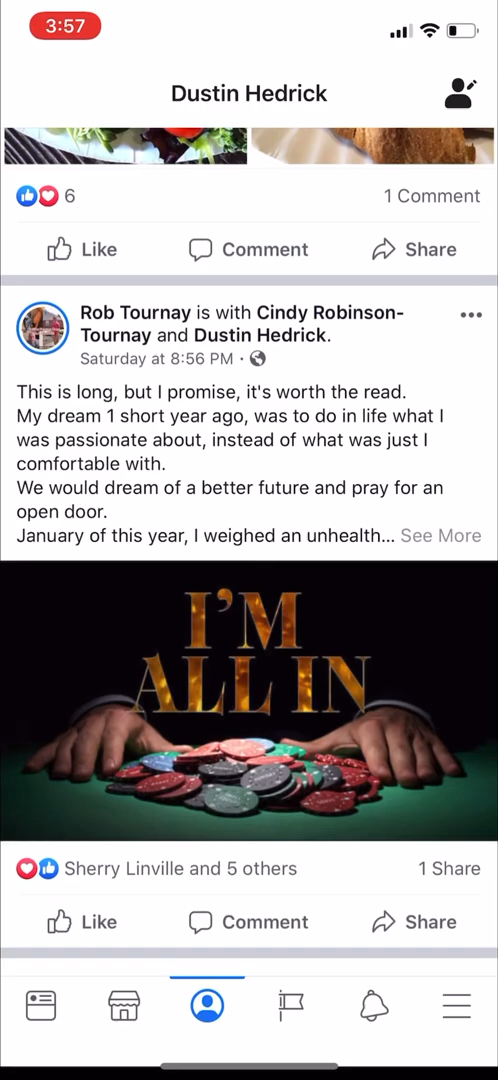 3:57
Dustin Hedrick
6
1 Comment
Like
Comment
Share
Rob Tournay is with Cindy Robinson-
Tournay and Dustin Hedrick.
Saturday at 8:56 PM ·
This is long, but I promise, it's worth the read.
My dream 1 short year ago, was to do in life what I
was passionate about, instead of what was just I
comfortable with.
We would dream of a better future and pray for an
open door.
January of this year, I weighed an unhealth... See More
I'M
ALL IN
Sherry Linville and 5 others
1 Share
Like
Comment
Share